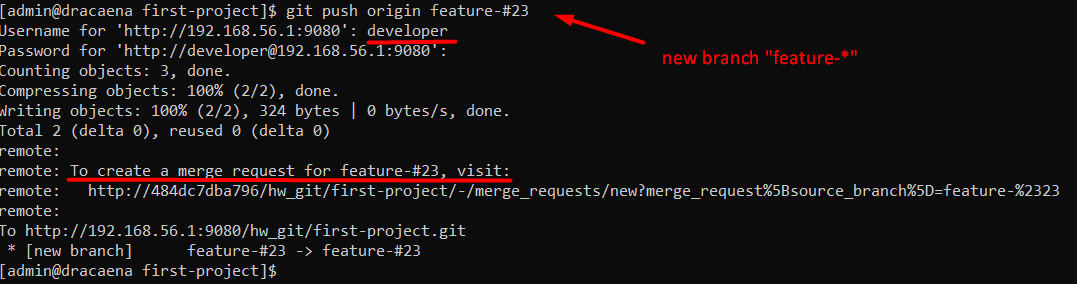 [admin@dracaena first-project]$ git push origin feature-#23
Username for 'http://192.168.56.1:9080': developer
new branch "feature-*"
Password for 'http://developer@192.168.56.1:9080':
Counting objects: 3, done.
Compressing objects: 100% (2/2), done.
Writing objects: 100% (2/2), 324 bytes | 0 bytes/s, done.
Total 2 (delta 0), reused 0 (delta 0)
remote:
remote: To create a merge request for feature-#23, visit:
remote:   http://484dc7dba796/hw_git/first-project/-/merge_requests/new?merge_request%5Bsource_branch%5D=feature-%2323
remote:
To http://192.168.56.1:9080/hw_git/first-project.git
 * [new branch]      feature-#23 -> feature-#23
[admin@dracaena first-project]$